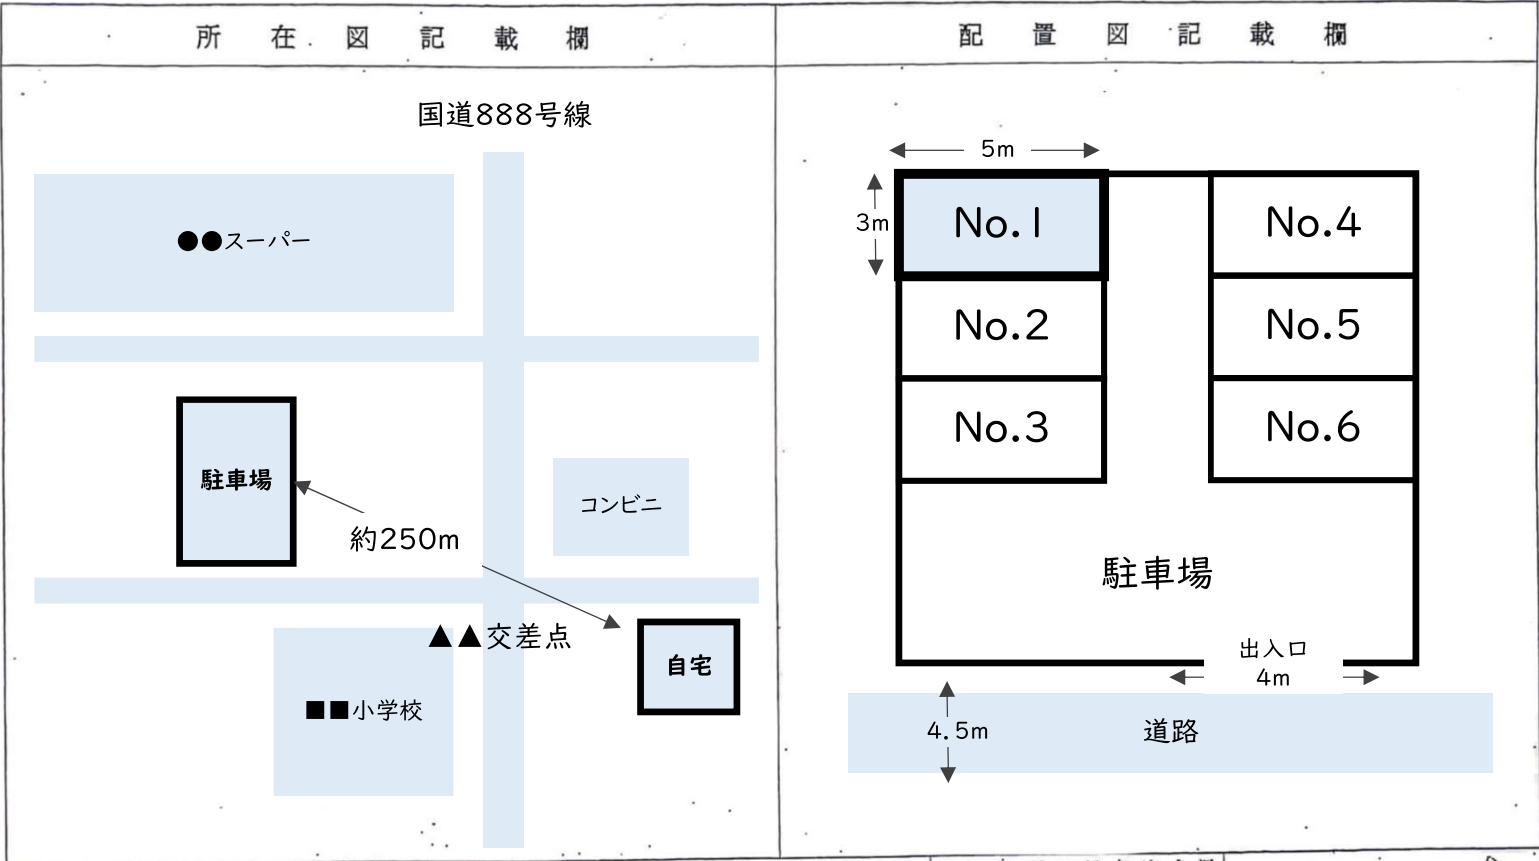 所在図記載欄
国道888号線
●●スーパー
駐車場
約250m
コンビニ
▲▲交差点
自宅
■■小学校
配置図記載欄
5m
3m
No.1
No.4
No.2
No.5
No.3
No.6
駐車場
出入口
4m
4.5m
道路